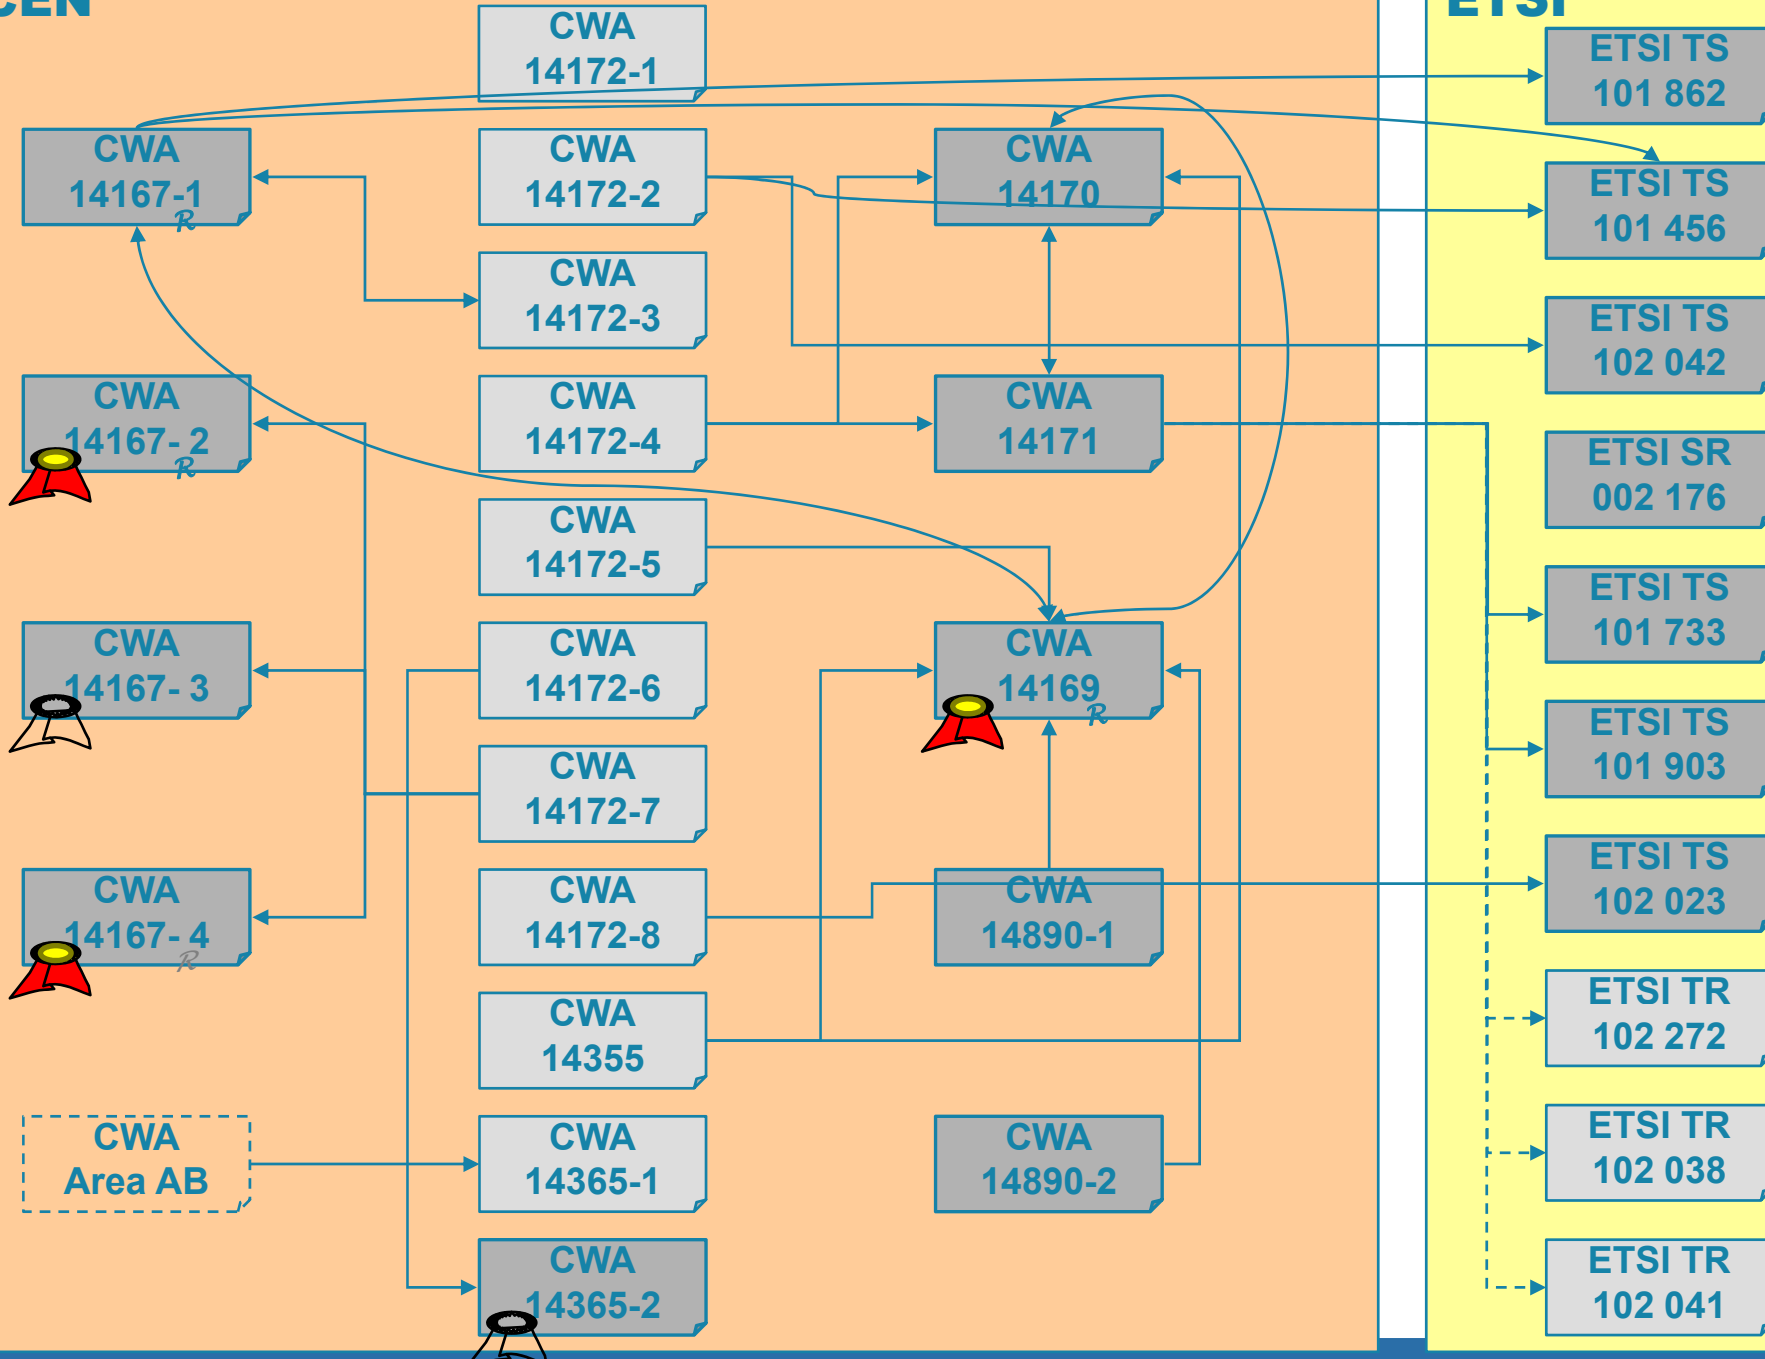 CEN
ETSI
CWA
14172-1
ETSI TS
101 862
CWA
14167-1
R
CWA
14172-2
CWA
14170
ETSI TS
101 456
CWA
14172-3
ETSI TS
102 042
CWA
14167- 2
R
CWA
14172-4
CWA
14171
ETSI SR
002 176
CWA
14172-5
ETSI TS
101 733
CWA
14167- 3
CWA
14172-6
CWA
14169
R
ETSI TS
101 903
CWA
14172-7
CWA
14167- 4
R
CWA
14172-8
CWA
14890-1
ETSI TS
102 023
CWA
14355
ETSI TR
102 272
CWA
Area AB
CWA
14365-1
CWA
14890-2
ETSI TR
102 038
CWA
14365-2
ETSI TR
102 041